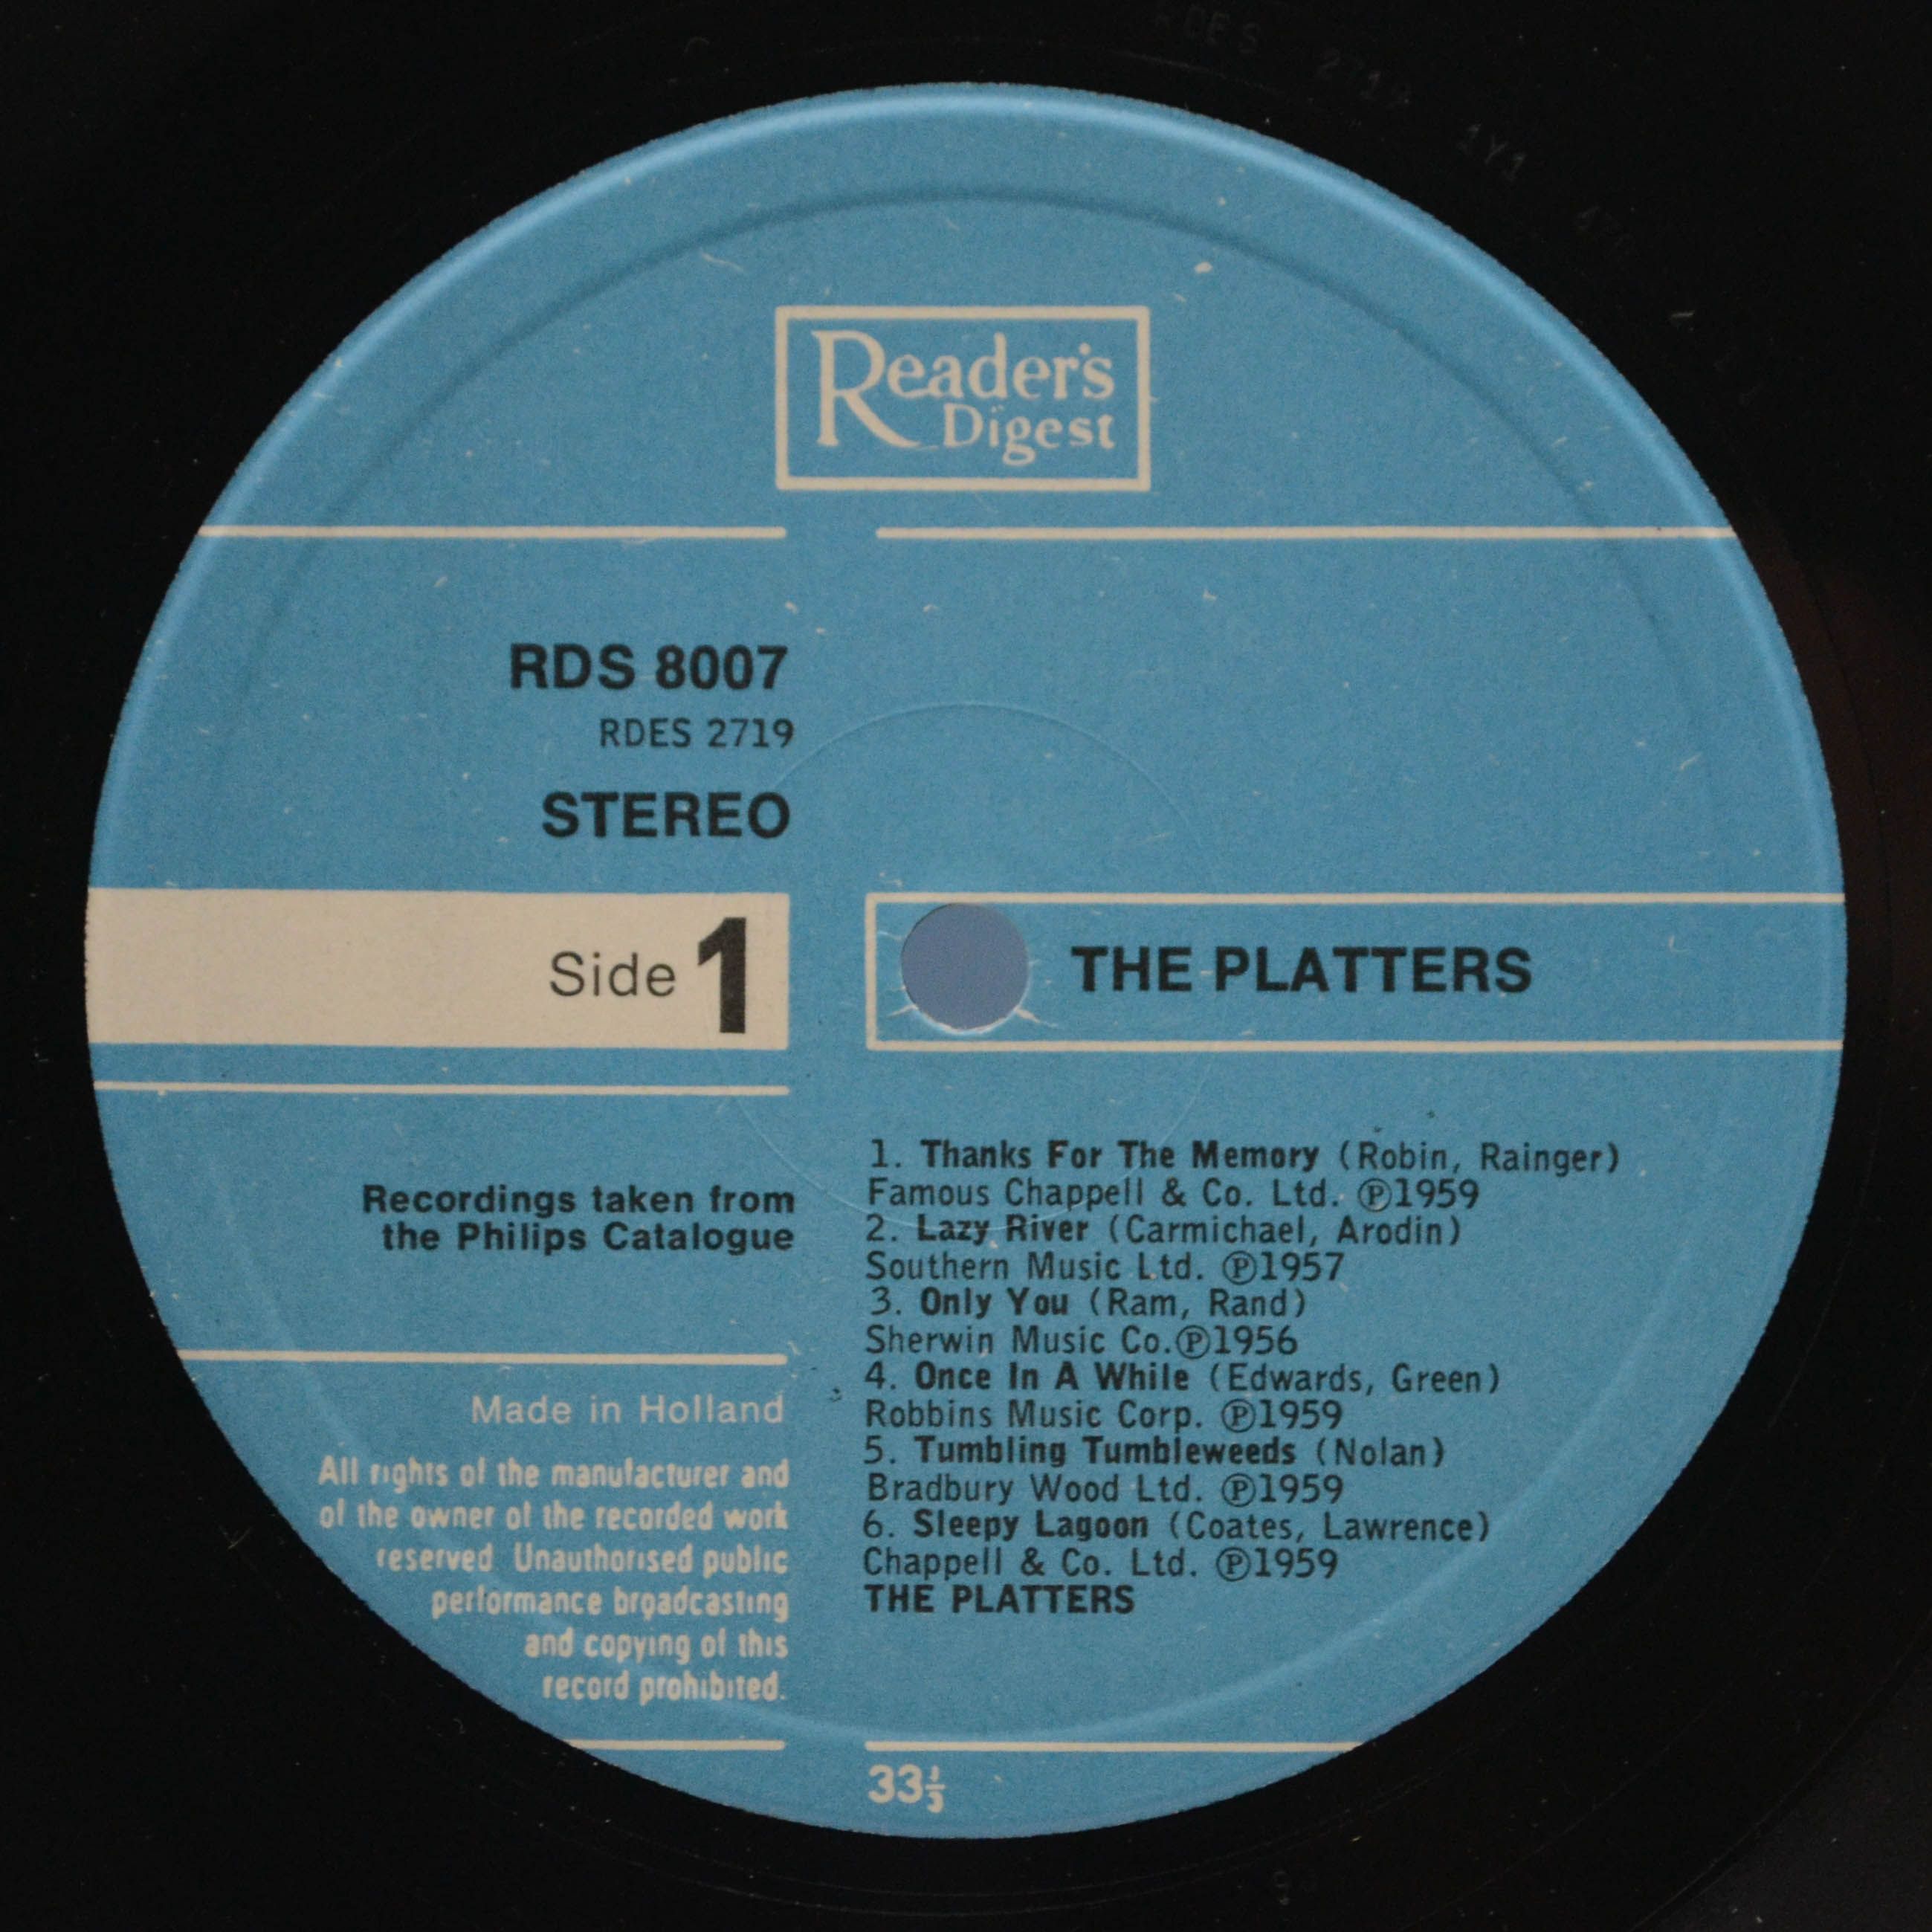 Reader's
Digest
RDS 8007
RDES 2719
STEREO
Side 1
THE PLATTERS
Recordings taken from
the Philips Catalogue
Made in Holland
All rights of the manufacturer and
of the owner of the recorded work
reserved Unauthorised public
performance broadcasting
and copying of this
record prohibited.
1. Thanks For The Memory (Robin, Rainger)
Famous Chappell & Co. Ltd. ℗1959
2. Lazy River (Carmichael, Arodin)
Southern Music Ltd. ℗1957
3. Only You (Ram, Rand)
Sherwin Music Co.℗1956
4. Once In A While (Edwards, Green)
Robbins Music Corp. ℗1959
5. Tumbling Tumbleweeds (Nolan)
Bradbury Wood Ltd. ℗1959
6. Sleepy Lagoon (Coates, Lawrence)
Chappell & Co. Ltd. ℗1959
THE PLATTERS
33⅓